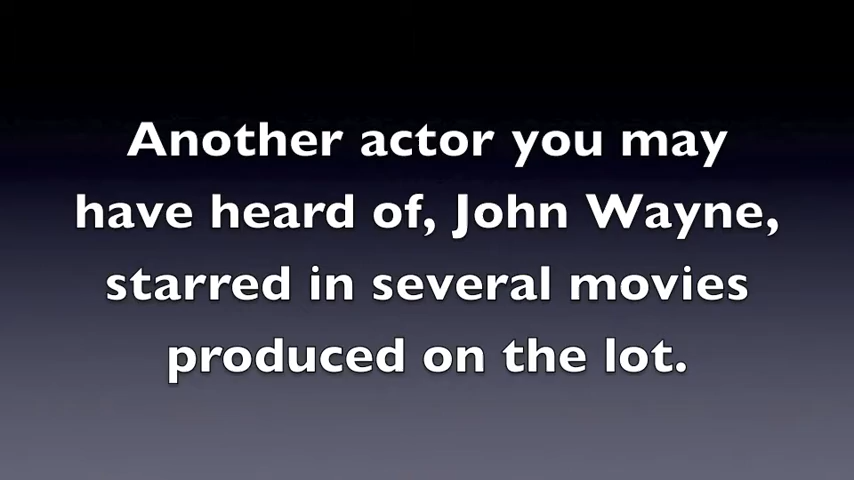 Another actor you may
have heard of, John Wayne,
starred in several movies
produced on the lot.